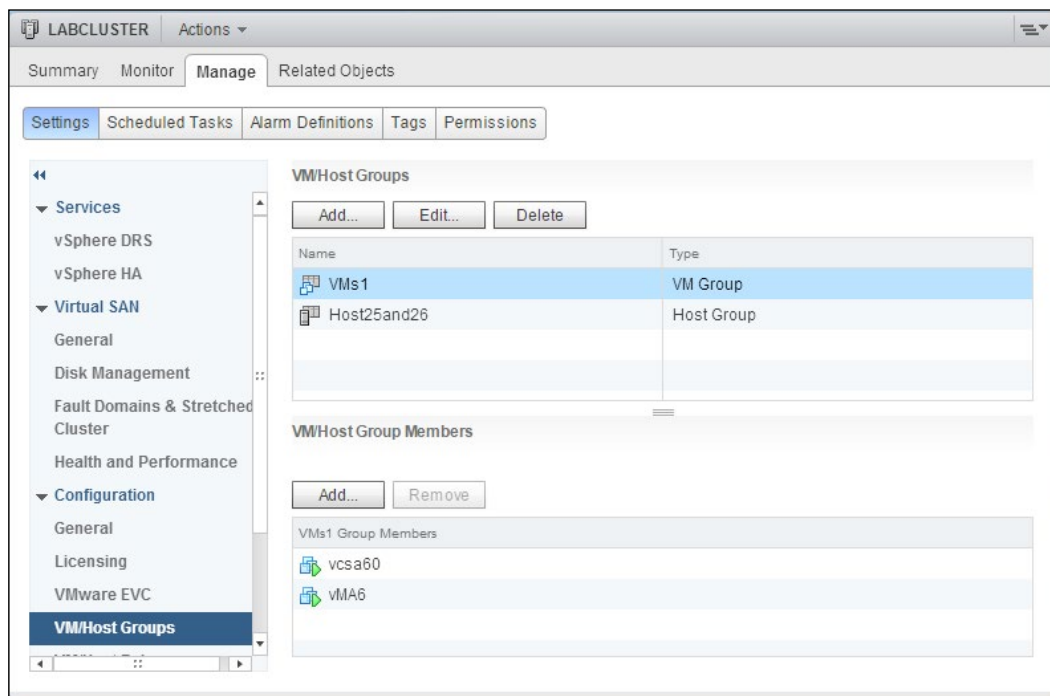 LABCLUSTER Actions
Summary Monitor Manage Related Objects
Settings Scheduled Tasks Alarm Definitions Tags Permissions
Services
vSphere DRS
vSphere HA
Virtual SAN
General
Disk Management
Fault Domains & Stretched
Cluster
Health and Performance
Configuration
General
Licensing
VMware EVC
VM/Host Groups
VM/Host Groups
Add... Edit... Delete
Name Type
VMs1 VM Group
Host25and26 Host Group
VM/Host Group Members
Add... Remove
VMs1 Group Members
vcsa60
vMA6